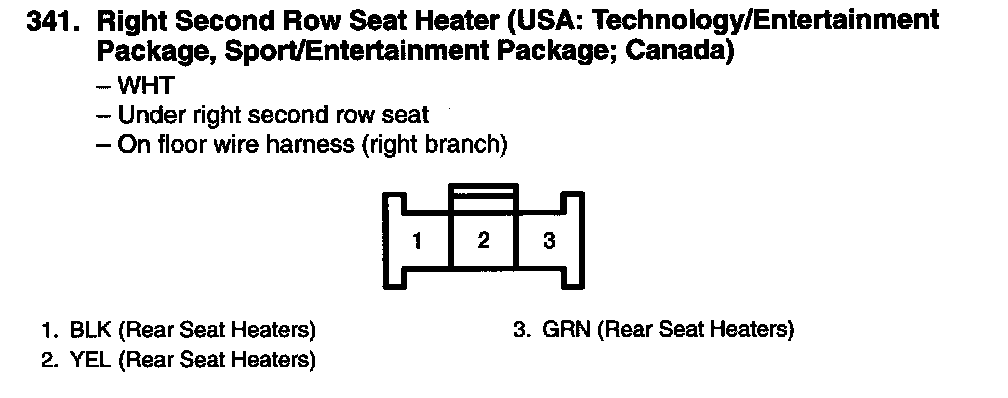 341. Right Second Row Seat Heater (USA: Technology/Entertainment
Package, Sport/Entertainment Package; Canada)
– WHT
– Under right second row seat
– On floor wire harness (right branch)
1 2 3
1. BLK (Rear Seat Heaters)
2. YEL (Rear Seat Heaters)
3. GRN (Rear Seat Heaters)